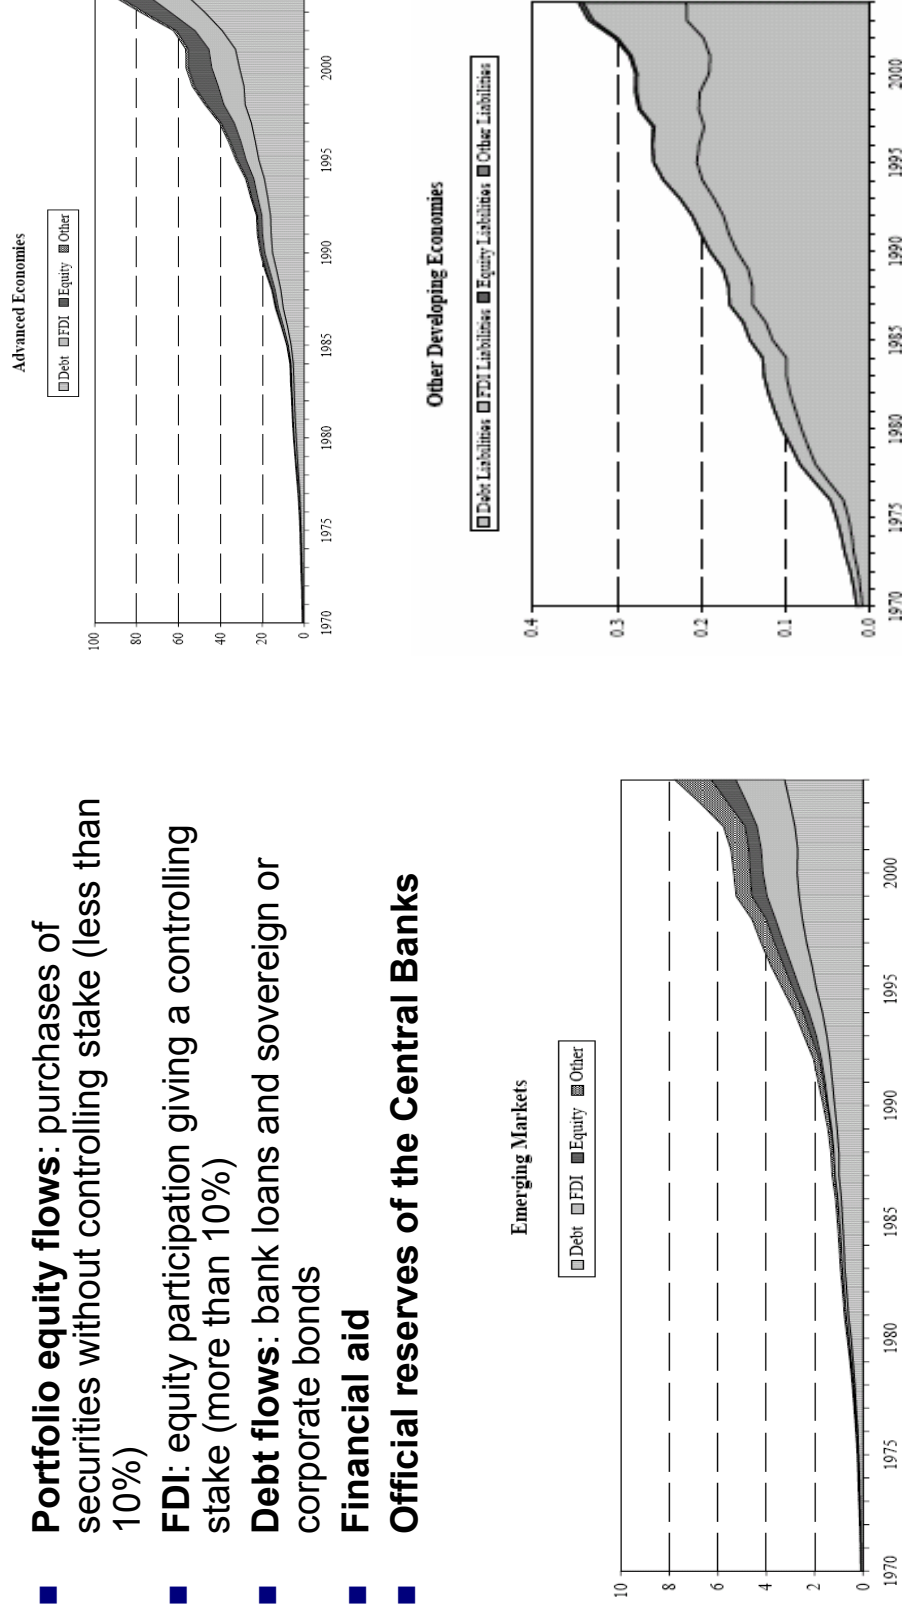 Portfolio equity flows: purchases of
securities without controlling stake (less than
10%)
FDI: equity participation giving a controlling
stake (more than 10%)
Debt flows: bank loans and sovereign or
corporate bonds
Financial aid
Official reserves of the Central Banks
Advanced Economies
Debt FDI Equity Other
100
80
60
40
20
0
1970 1975 1980 1985 1990 1995 2000
Emerging Markets
Debt FDI Equity Other
10
8
6
4
2
0
1970 1975 1980 1985 1990 1995 2000
Other Developing Economies
Debt Liabilities FDI Liabilities Equity Liabilities Other Liabilities
0.4
0.3
0.2
0.1
0.0
1970 1975 1980 1985 1990 1995 2000